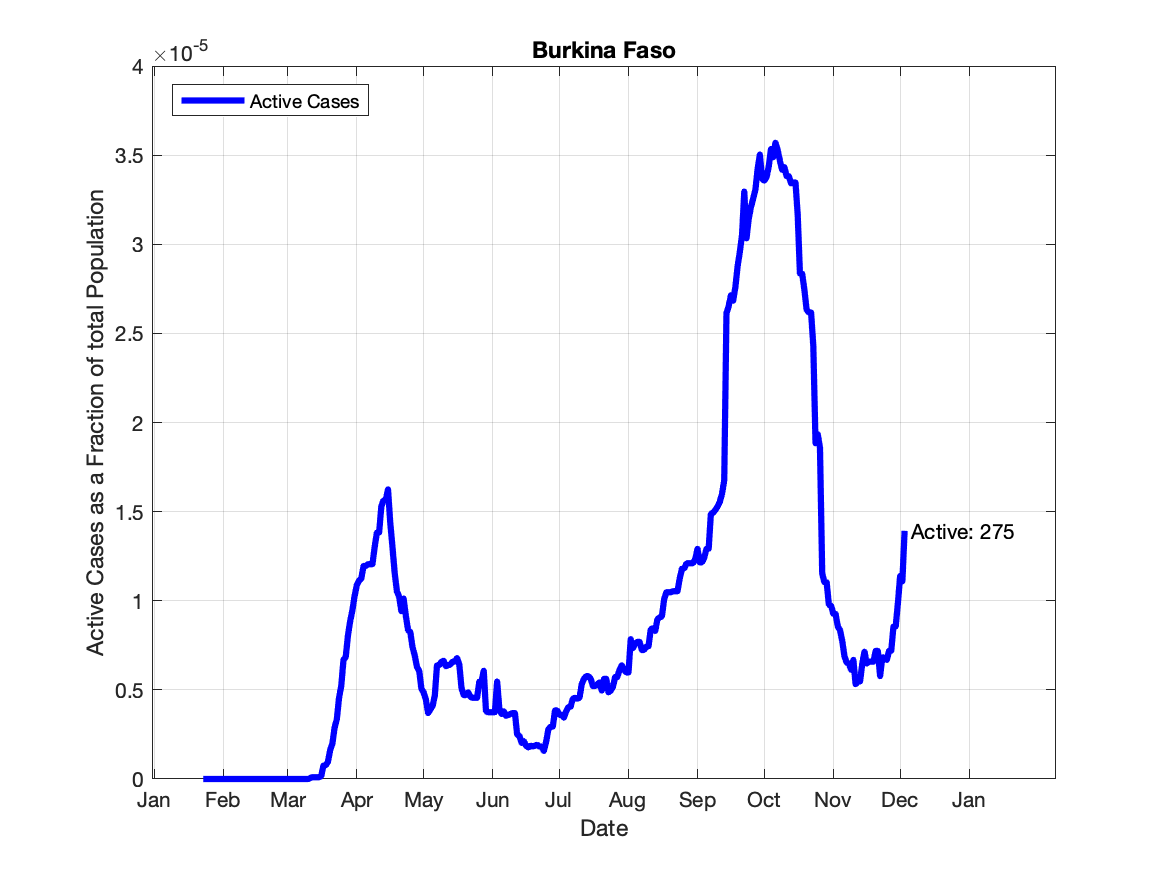 Burkina Faso
×10-5
Active Cases
Active Cases as a Fraction of total Population
4
3.5
3
2.5
2
1.5
1
0.5
0
Active: 275
Jan Feb Mar Apr May Jun Jul Aug Sep Oct Nov Dec Jan
Date